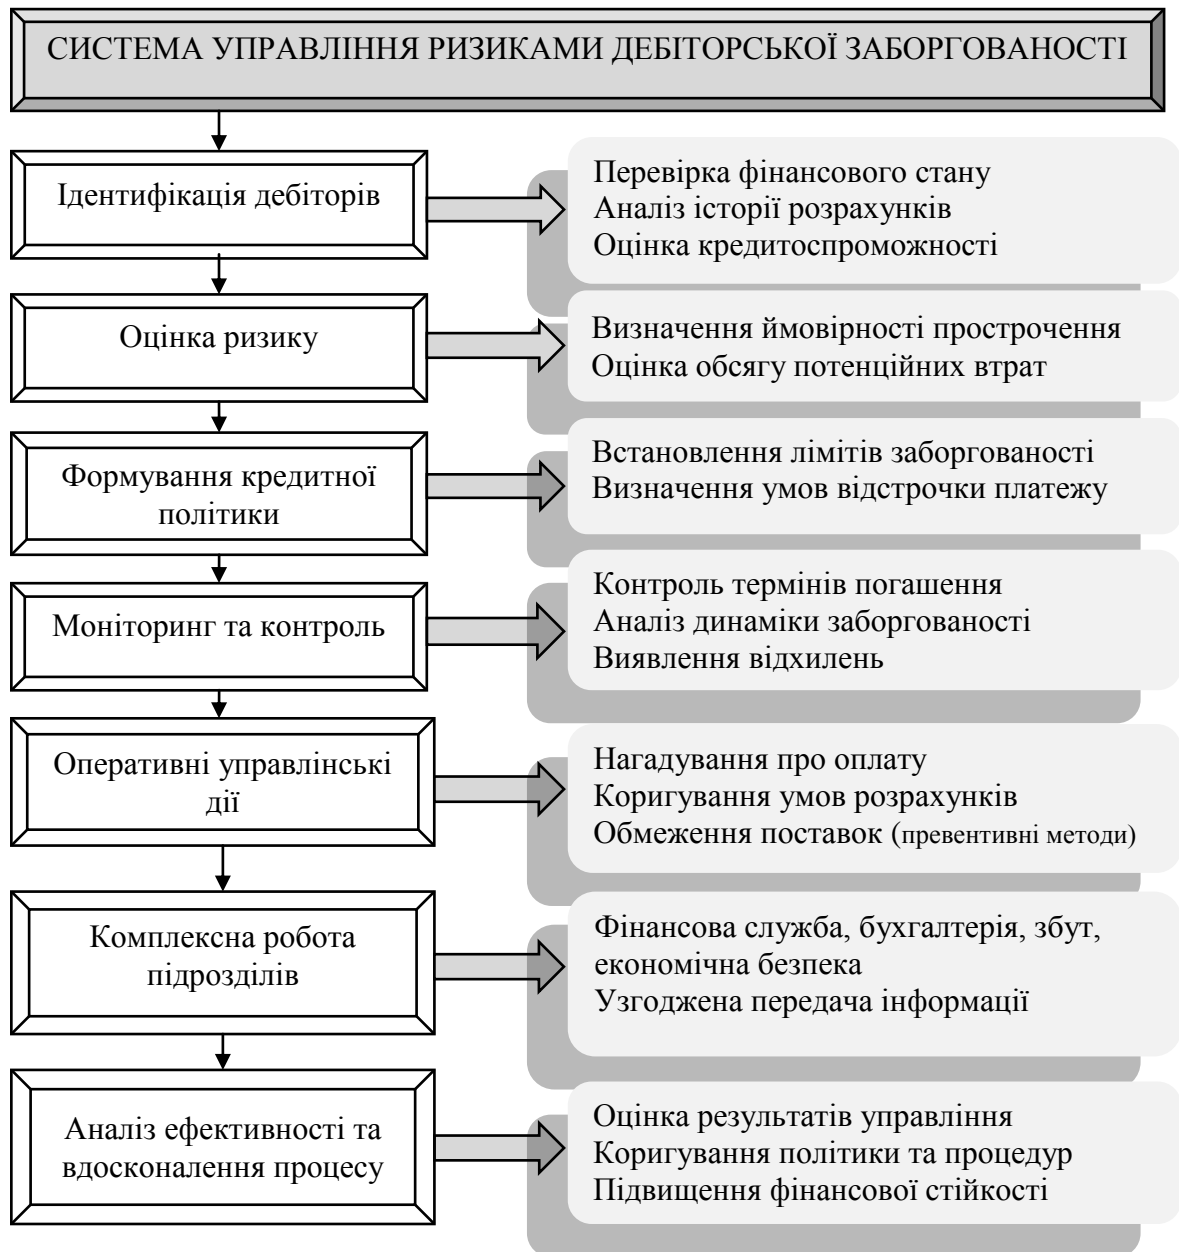 СИСТЕМА УПРАВЛІННЯ РИЗИКАМИ ДЕБІТОРСЬКОЇ ЗАБОРГОВАНОСТІ
Ідентифікація дебіторів
Перевірка фінансового стану
Аналіз історії розрахунків
Оцінка кредитоспроможності
Оцінка ризику
Визначення ймовірності прострочення
Оцінка обсягу потенційних втрат
Формування кредитної
політики
Встановлення лімітів заборгованості
Визначення умов відстрочки платежу
Моніторинг та контроль
Контроль термінів погашення
Аналіз динаміки заборгованості
Виявлення відхилень
Оперативні управлінські
дії
Нагадування про оплату
Коригування умов розрахунків
Обмеження поставок (превентивні методи)
Комплексна робота
підрозділів
Фінансова служба, бухгалтерія, збут,
економічна безпека
Узгоджена передача інформації
Аналіз ефективності та
вдосконалення процесу
Оцінка результатів управління
Коригування політики та процедур
Підвищення фінансової стійкості